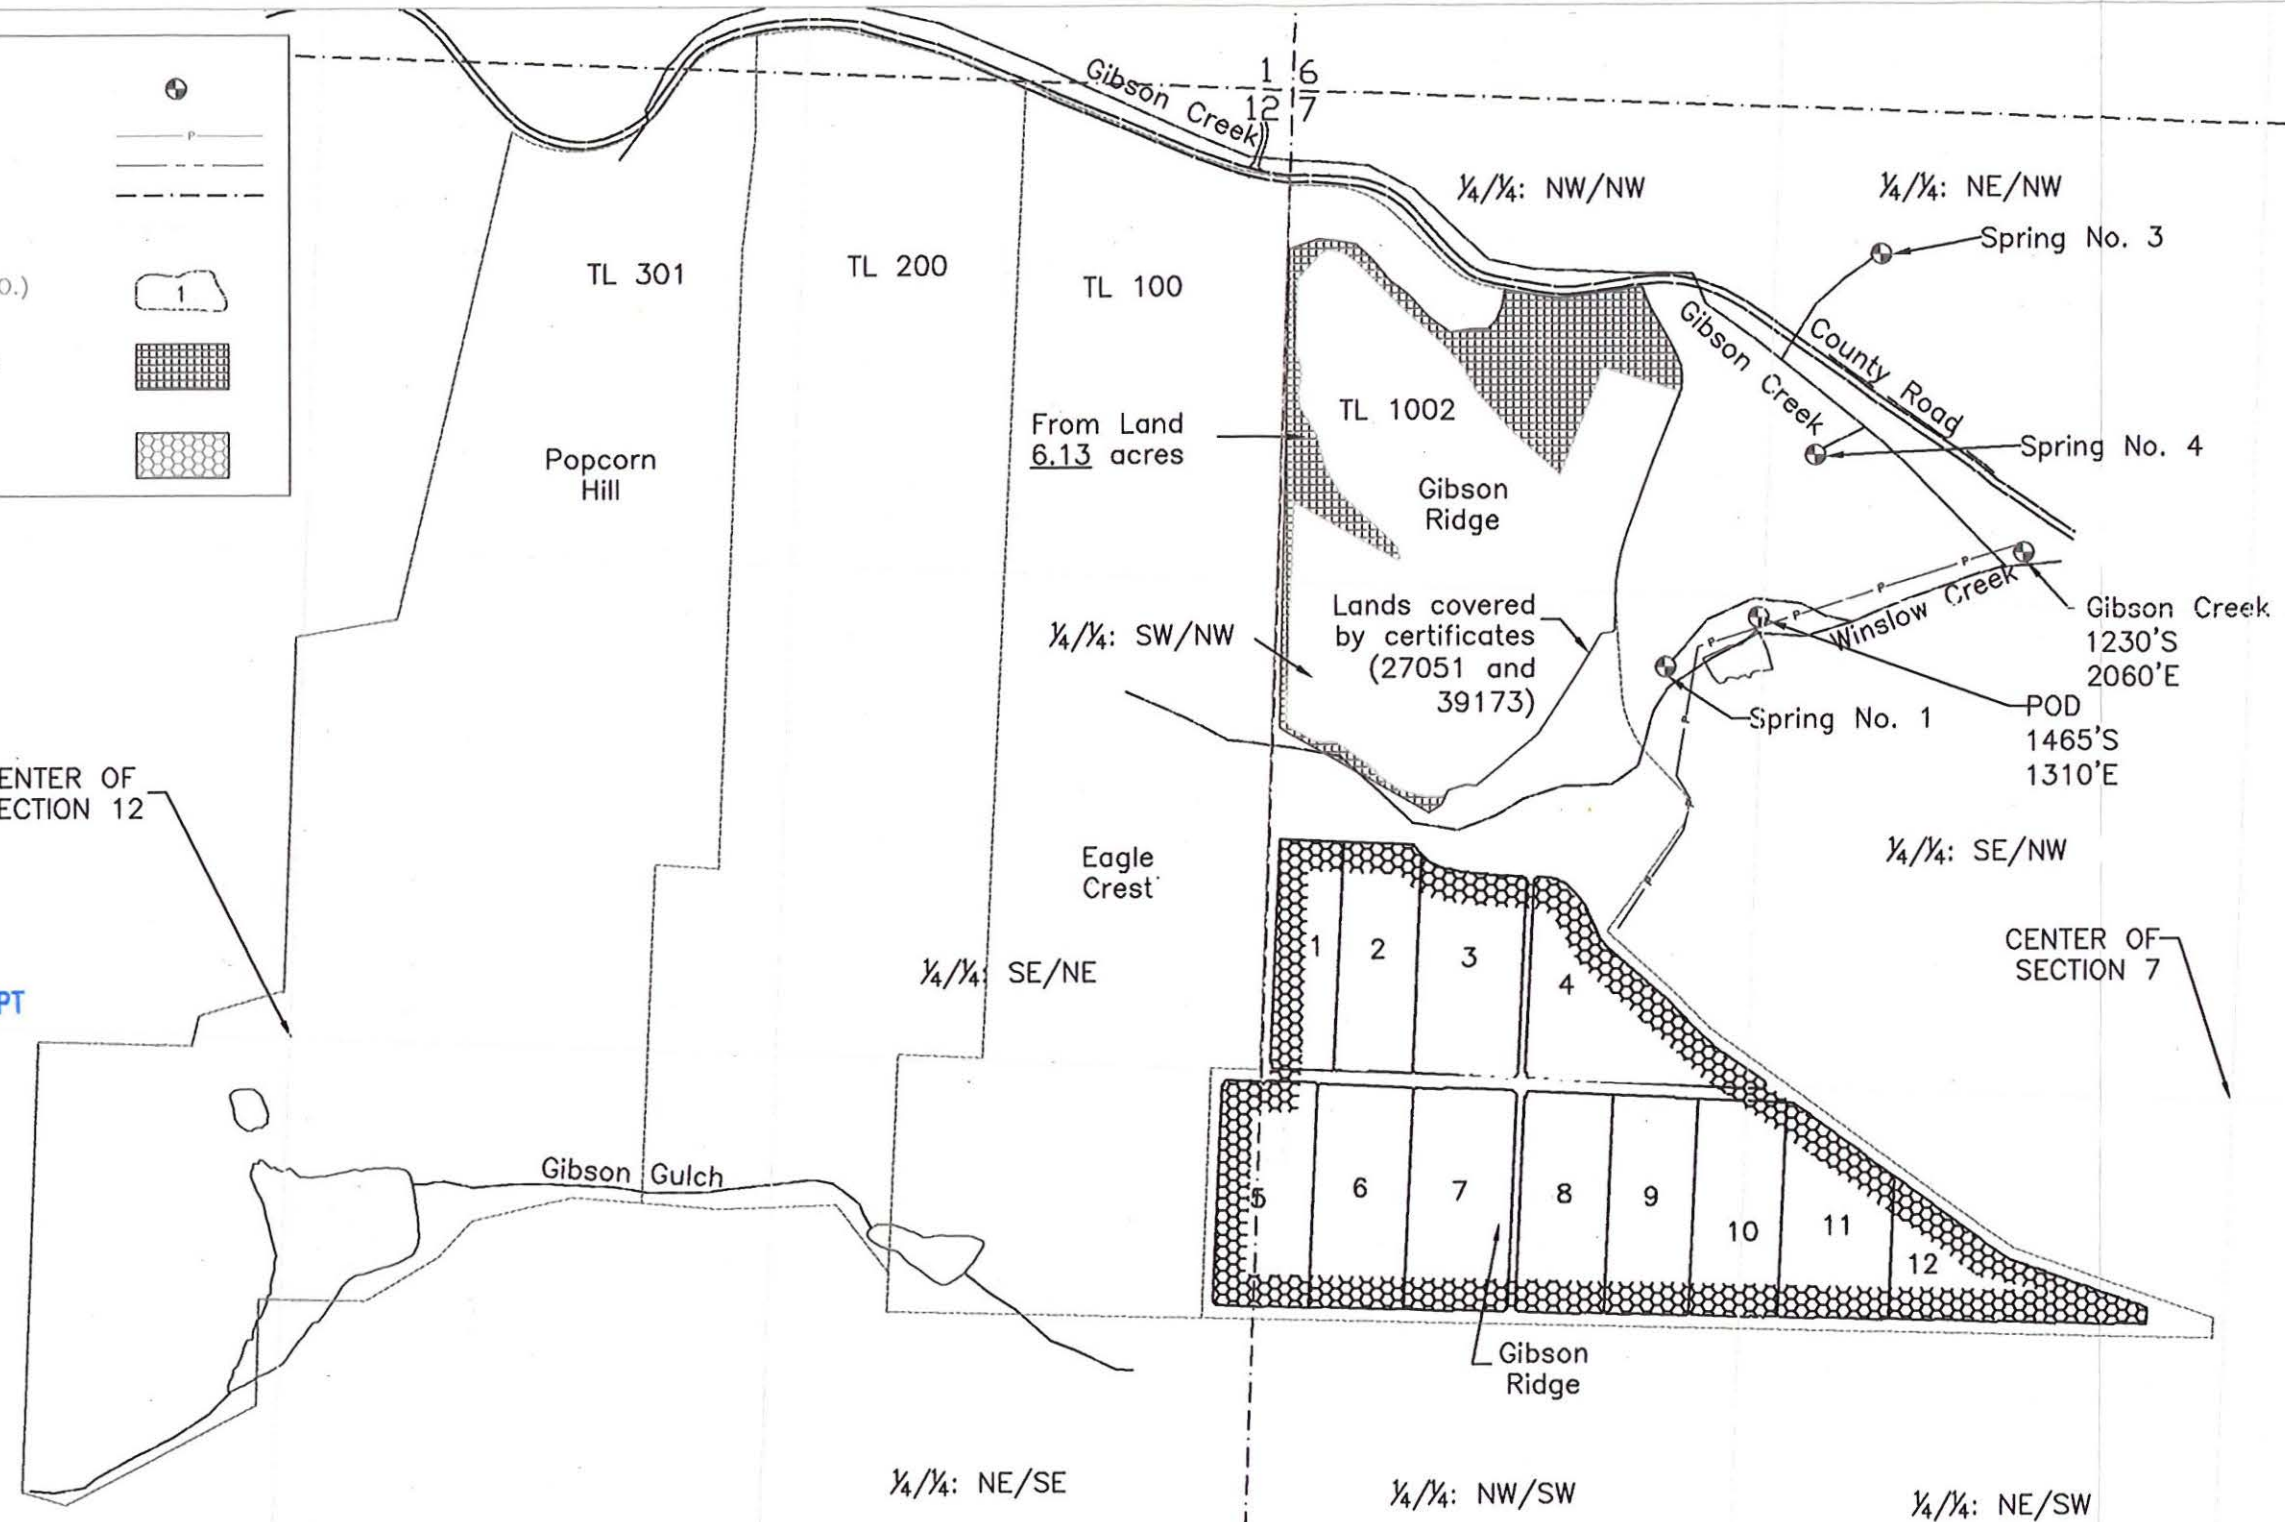 P
O.)
1
1 6
12 7
Gibson Creek
¼/¼: NW/NW
¼/¼: NE/NW
Spring No. 3
TL 301
TL 200
TL 100
Gibson Creek
County Road
From Land
6.13 acres
TL 1002
Spring No. 4
Popcorn
Hill
Gibson
Ridge
¼/¼: SW/NW
Lands covered
by certificates
(27051 and
39173)
P
P
P
P
P
P
P
Winslow Creek
Gibson Creek
1230'S
2060'E
Spring No. 1
POD
1465'S
1310'E
ENTER OF
ECTION 12
Eagle
Crest
¼/¼: SE/NW
¼/¼: SE/NE
CENTER OF
SECTION 7
PT
1
2
3
4
Gibson Gulch
5
6
7
8
9
10
11
12
Gibson
Ridge
¼/¼: NE/SE
¼/¼: NW/SW
¼/¼: NE/SW